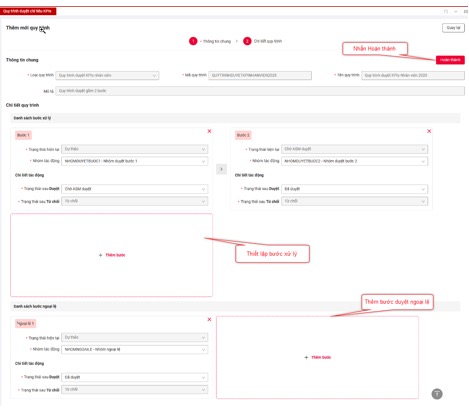 Quy trình duyệt chỉ tiêu KPIs
Thêm mới quy trình
Quay lại
1 - Thông tin chung
2 Chi tiết quy trình
Nhấn Hoàn thành
Thông tin chung
Hoàn thành
* Loại quy trình Quy trình duyệt KPIs nhân viên
* Mã quy trình QUYTRINHDUYETKPINHANVIEN2025
* Tên quy trình Quy trình duyệt KPIs Nhân viên 2025
Mô tả Quy trình duyệt gồm 2 bước
Chi tiết quy trình
Danh sách bước xử lý
Bước 1
* Trạng thái hiện tại Dự thảo
* Nhóm tác động NHOMDUYETBUOC1 - Nhóm duyệt bước 1
Chi tiết tác động
* Trạng thái sau Duyệt Chờ ASM duyệt
* Trạng thái sau Từ chối Từ chối
Bước 2
* Trạng thái hiện tại Chờ ASM duyệt
* Nhóm tác động NHOMDUYETBUOC2 - Nhóm duyệt bước 2
Chi tiết tác động
* Trạng thái sau Duyệt Đã duyệt
* Trạng thái sau Từ chối Từ chối
+ Thêm bước
Thiết lập bước xử lý
Thêm bước duyệt ngoại lệ
Danh sách bước ngoại lệ
Ngoại lệ 1
* Trạng thái hiện tại Dự thảo
* Nhóm tác động NHOMNGOAILE - Nhóm ngoại lệ
Chi tiết tác động
* Trạng thái sau Duyệt Đã duyệt
* Trạng thái sau Từ chối Từ chối
+ Thêm bước